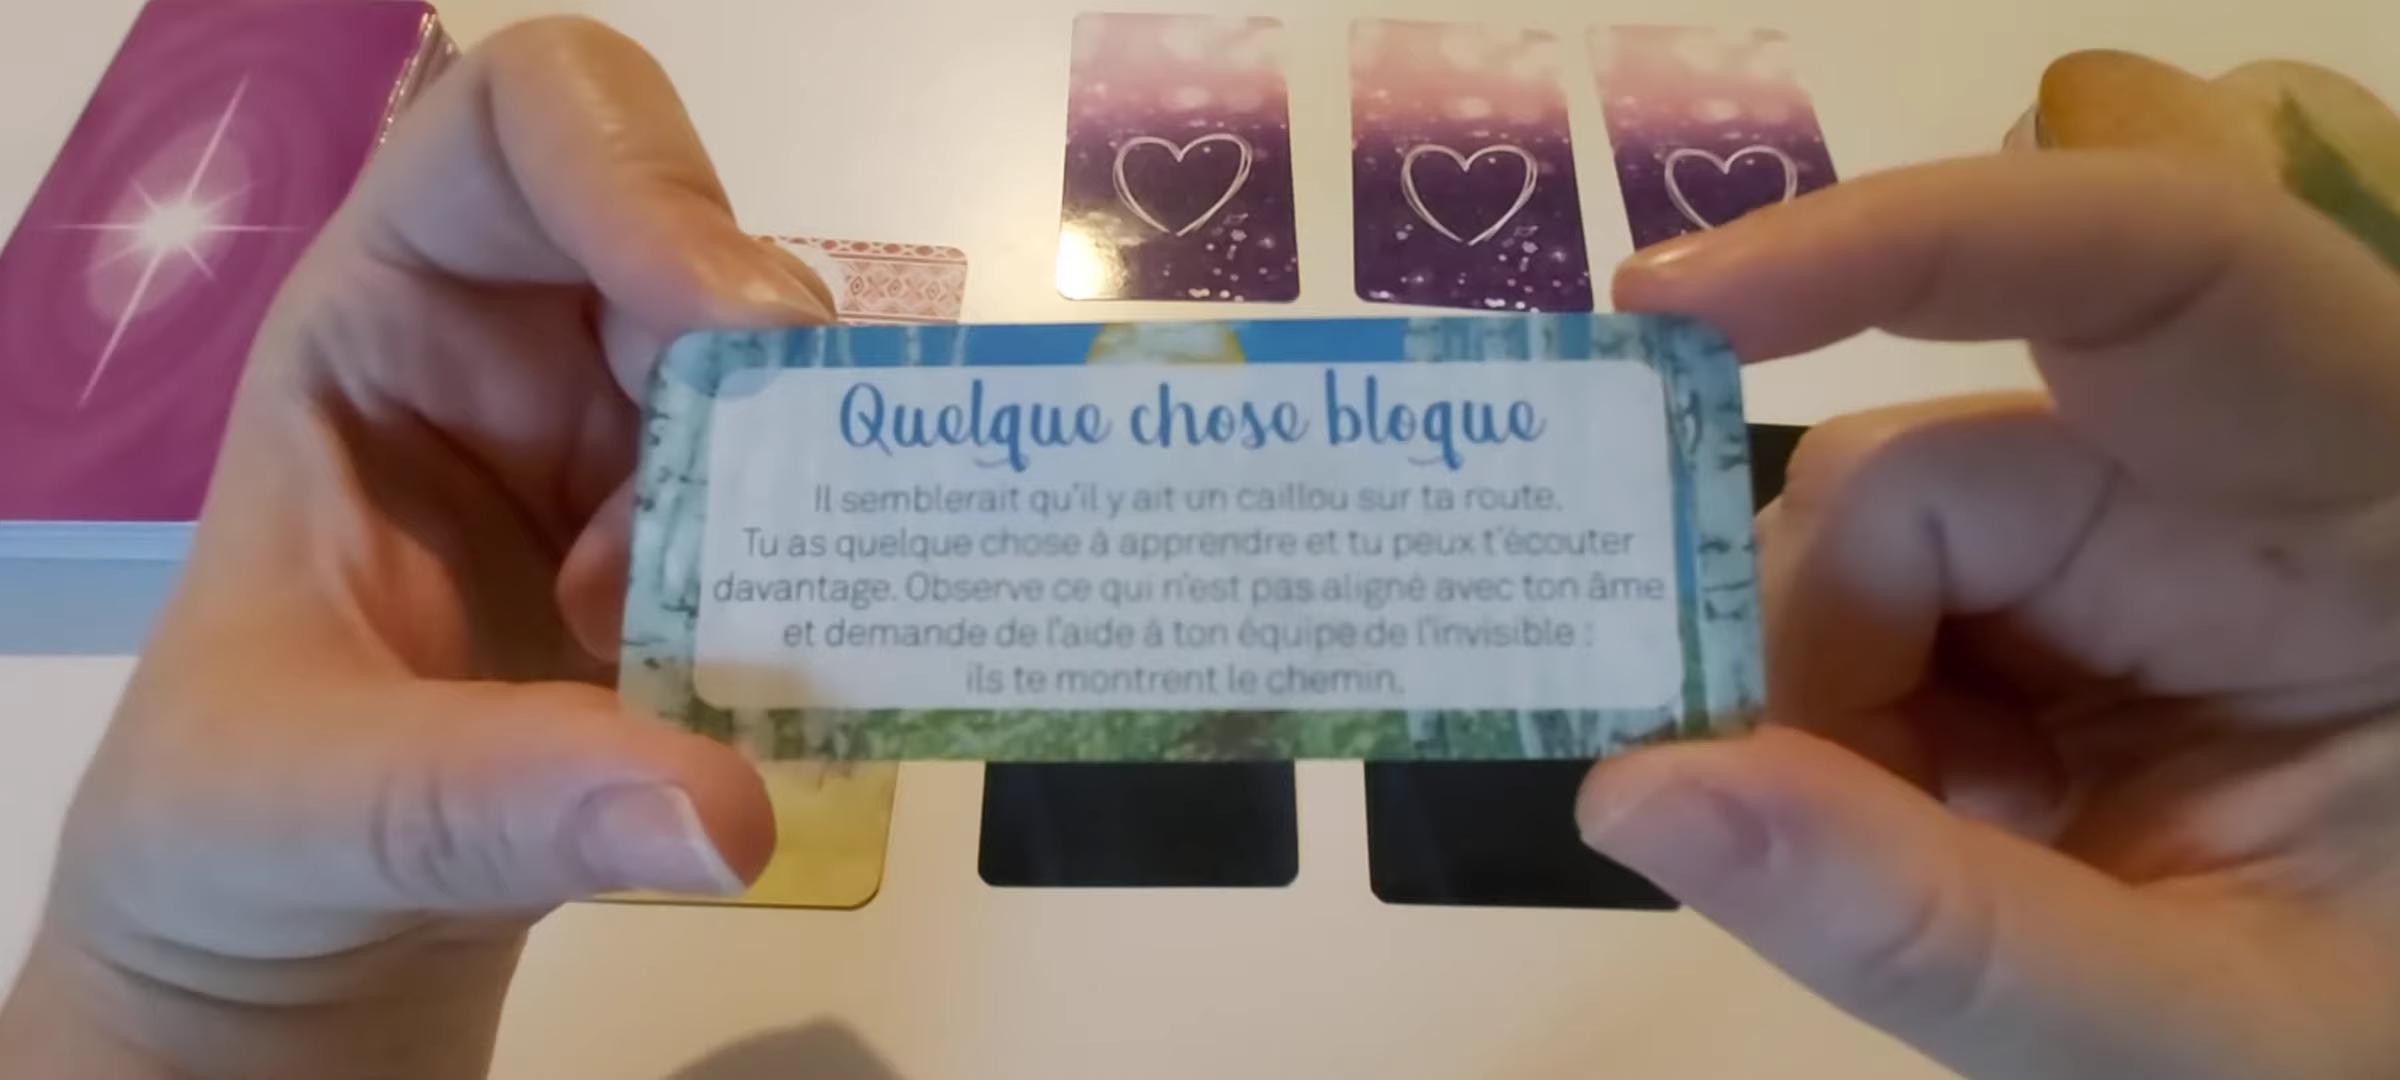 Quelque chose bloque
Il semblerait qu'il y ait un caillou sur ta route.
Tu as quelque chose à apprendre et tu peux t'écouter
davantage. Observe ce qui n'est pas aligné avec ton âme
et demande de l'aide à ton équipe de l'invisible :
ils te montrent le chemin.